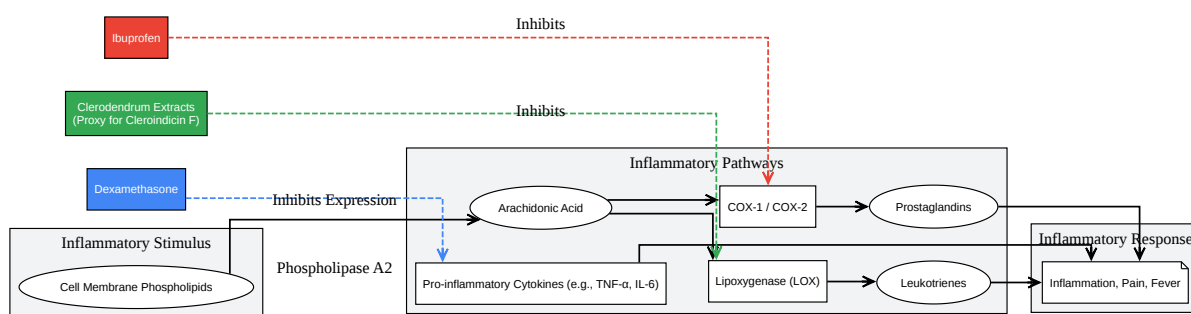 Inhibits
Ibuprofen
Clerodendrum Extracts
(Proxy for Cleroindicin F)
Inhibits
Inflammatory Pathways
Dexamethasone
Inhibits Expression
Arachidonic Acid
COX-1 / COX-2
Prostaglandins
Inflammatory Stimulus
Inflammatory Response
Phospholipase A2
Cell Membrane Phospholipids
Pro-inflammatory Cytokines (e.g., TNF-α, IL-6)
Lipoxygenase (LOX)
Leukotrienes
Inflammation, Pain, Fever